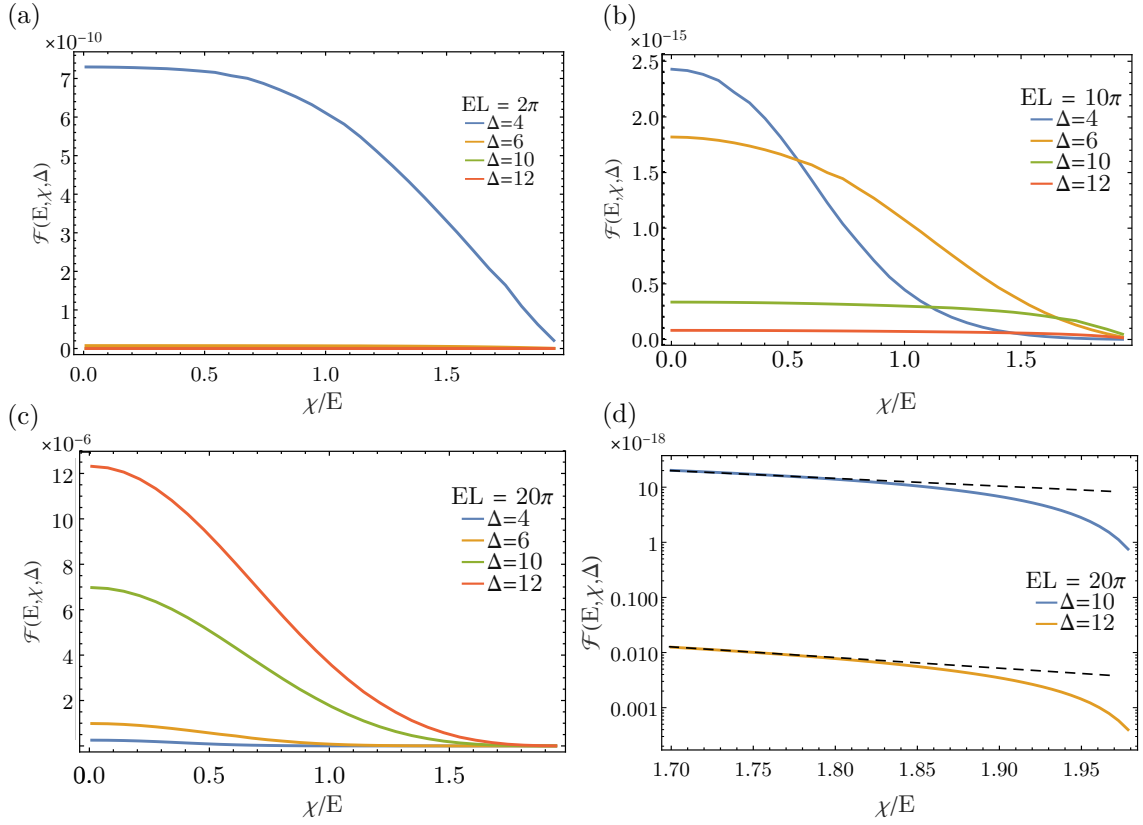 (a)
×10⁻¹⁰
7
6
5
4
3
2
1
0
0.0
0.5
1.0
1.5
ℱ(E,χ,Δ)
χ/E
EL = 2π
Δ=4
Δ=6
Δ=10
Δ=12
(b)
×10⁻¹⁵
2.5
2.0
1.5
1.0
0.5
0.0
0.0
0.5
1.0
1.5
ℱ(E,χ,Δ)
χ/E
EL = 10π
Δ=4
Δ=6
Δ=10
Δ=12
(c)
×10⁻⁶
12
10
8
6
4
2
0.0
0.5
1.0
1.5
ℱ(E,χ,Δ)
χ/E
EL = 20π
Δ=4
Δ=6
Δ=10
Δ=12
(d)
×10⁻¹⁸
10
1
0.100
0.010
0.001
1.70
1.75
1.80
1.85
1.90
1.95
ℱ(E,χ,Δ)
χ/E
EL = 20π
Δ=10
Δ=12